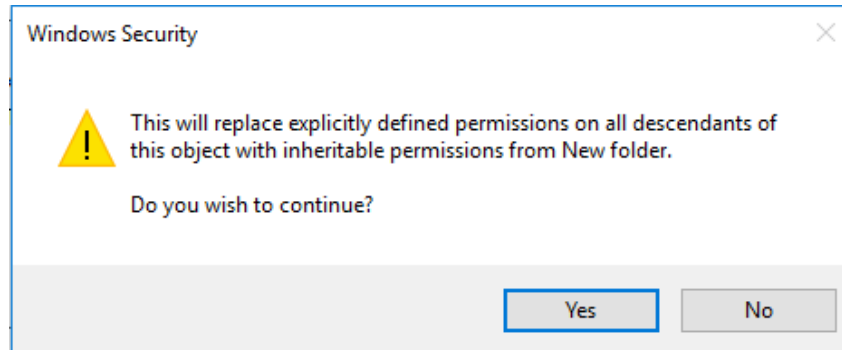 Windows Security
This will replace explicitly defined permissions on all descendants of
this object with inheritable permissions from New folder.
Do you wish to continue?
Yes
No